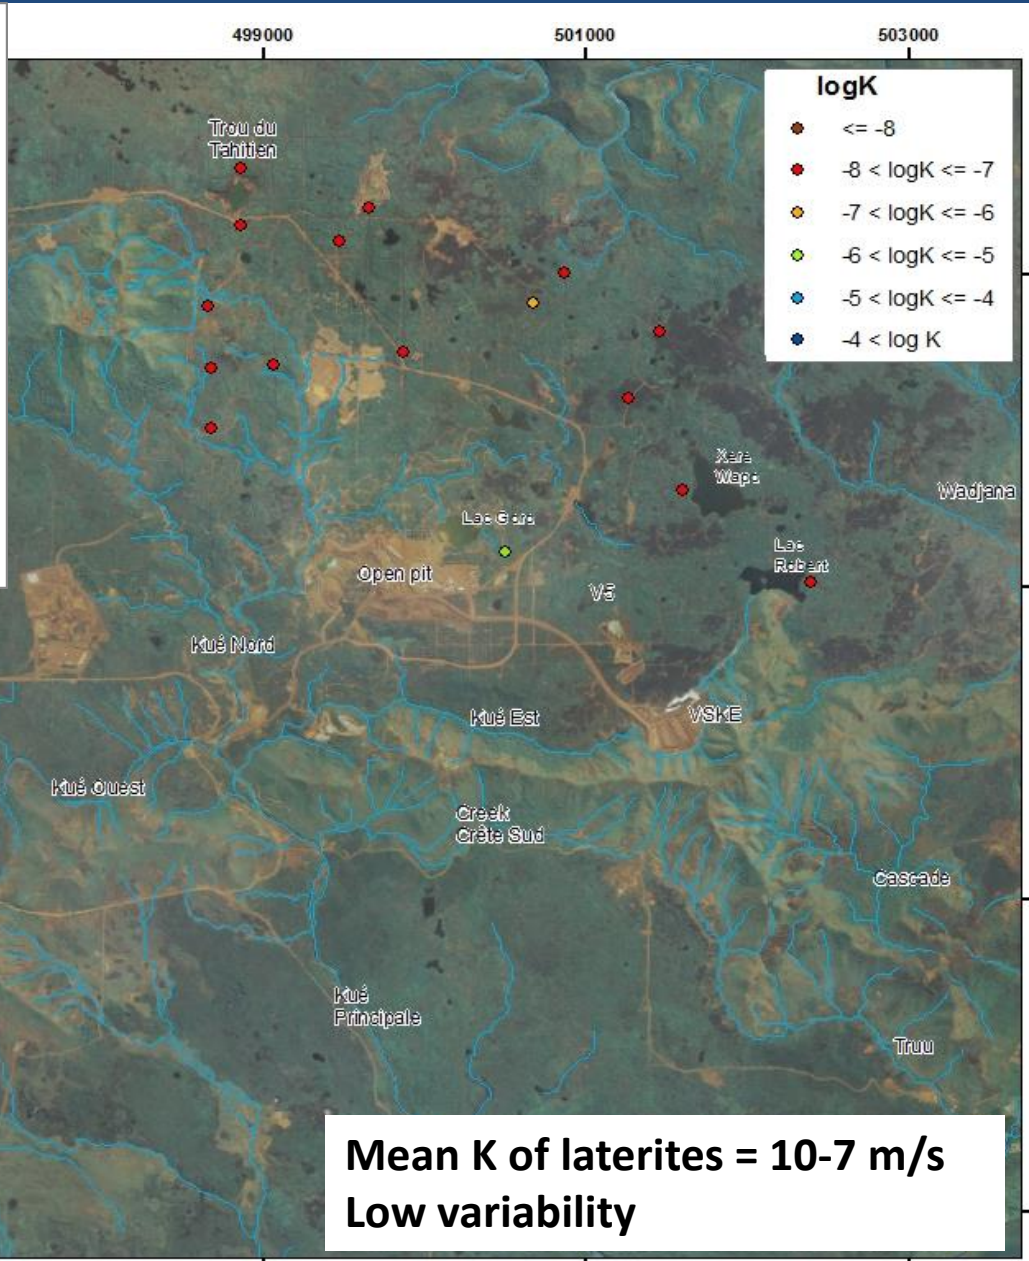 499000
501000
503000
logK
<= -8
-8 < logK <= -7
-7 < logK <= -6
-6 < logK <= -5
-5 < logK <= -4
-4 < log K
Trou du
Tahitien
Xere
Wapo
Wadjana
Lac
Robert
Open pit
V5
Kué Nord
Kué Est
VSKE
Kué Ouest
Creek
Crête Sud
Cascade
Kué
Principale
Truu
Lac
Mean K of laterites = 10-7 m/s
Low variability